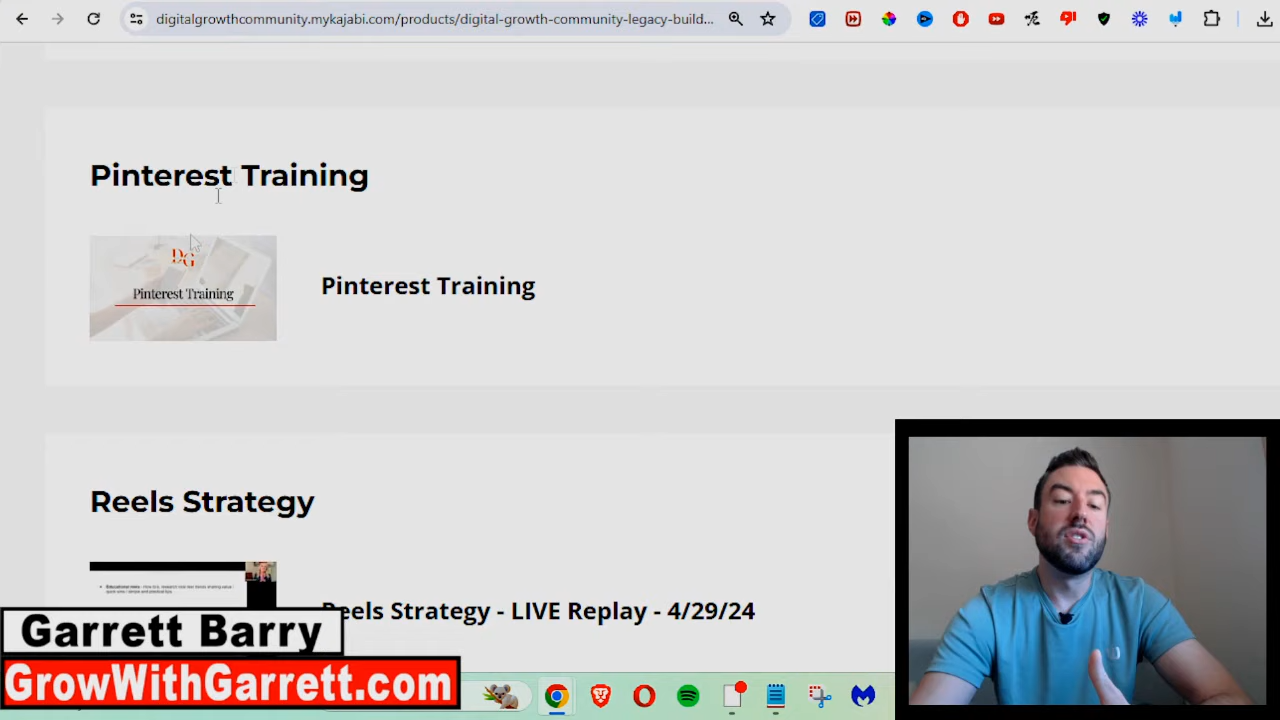 digitalgrowthcommunity.mykajabi.com/products/digital-growth-community-legacy-build...
Pinterest Training
DG
Pinterest Training
Pinterest Training
Reels Strategy
Reels Strategy - LIVE Replay - 4/29/24
Garrett Barry
GrowWithGarrett.com